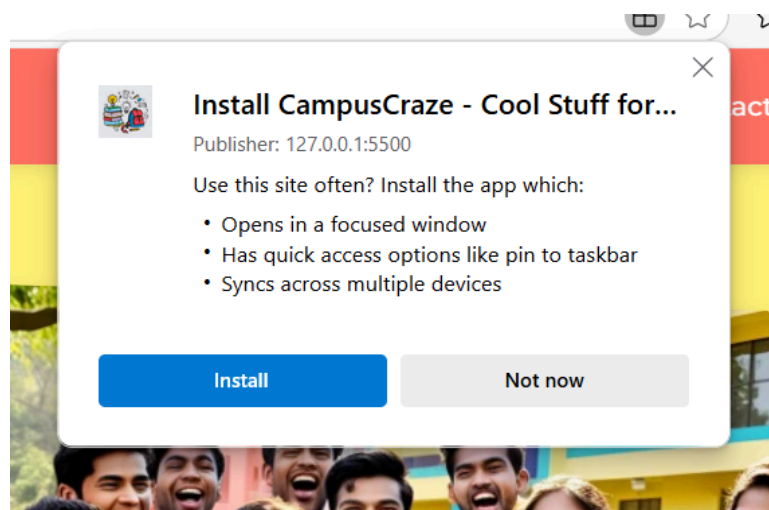 Install CampusCraze - Cool Stuff for...
act
Publisher: 127.0.0.1:5500
Use this site often? Install the app which:
• Opens in a focused window
• Has quick access options like pin to taskbar
• Syncs across multiple devices
Install
Not now